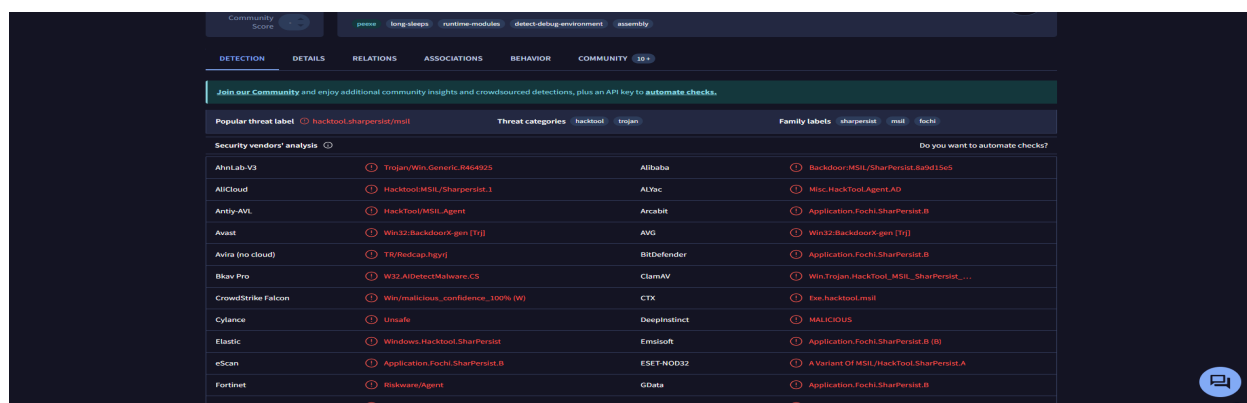 Community
Score
peexe long-sleeps runtime-modules detect-debug-environment assembly
DETECTION DETAILS RELATIONS ASSOCIATIONS BEHAVIOR COMMUNITY 10+
Join our Community and enjoy additional community insights and crowdsourced detections, plus an API key to automate checks.
Popular threat label hacktool.sharpersist/msil Threat categories hacktool trojan Family labels sharpersist msil fochi
Security vendors' analysis Do you want to automate checks?
AhnLab-V3 Trojan/Win.Generic.R464925 Alibaba Backdoor:MSIL/SharPersist.8a9d15e5
AliCloud Hacktool:MSIL/Sharpersist.1 ALYac Misc.HackTool.Agent.AD
Antiy-AVL HackTool/MSIL.Agent Arcabit Application.Fochi.SharPersist.B
Avast Win32:BackdoorX-gen [Trj] AVG Win32:BackdoorX-gen [Trj]
Avira (no cloud) TR/Redcap.hgyrj BitDefender Application.Fochi.SharPersist.B
Bkav Pro W32.AIDetectMalware.CS ClamAV Win.Trojan.HackTool_MSIL_SharPersist_...
CrowdStrike Falcon Win/malicious_confidence_100% (W) CTX Exe.hacktool.msil
Cylance Unsafe DeepInstinct MALICIOUS
Elastic Windows.Hacktool.SharPersist Emsisoft Application.Fochi.SharPersist.B (B)
eScan Application.Fochi.SharPersist.B ESET-NOD32 A Variant Of MSIL/HackTool.SharPersist.A
Fortinet Riskware/Agent GData Application.Fochi.SharPersist.B